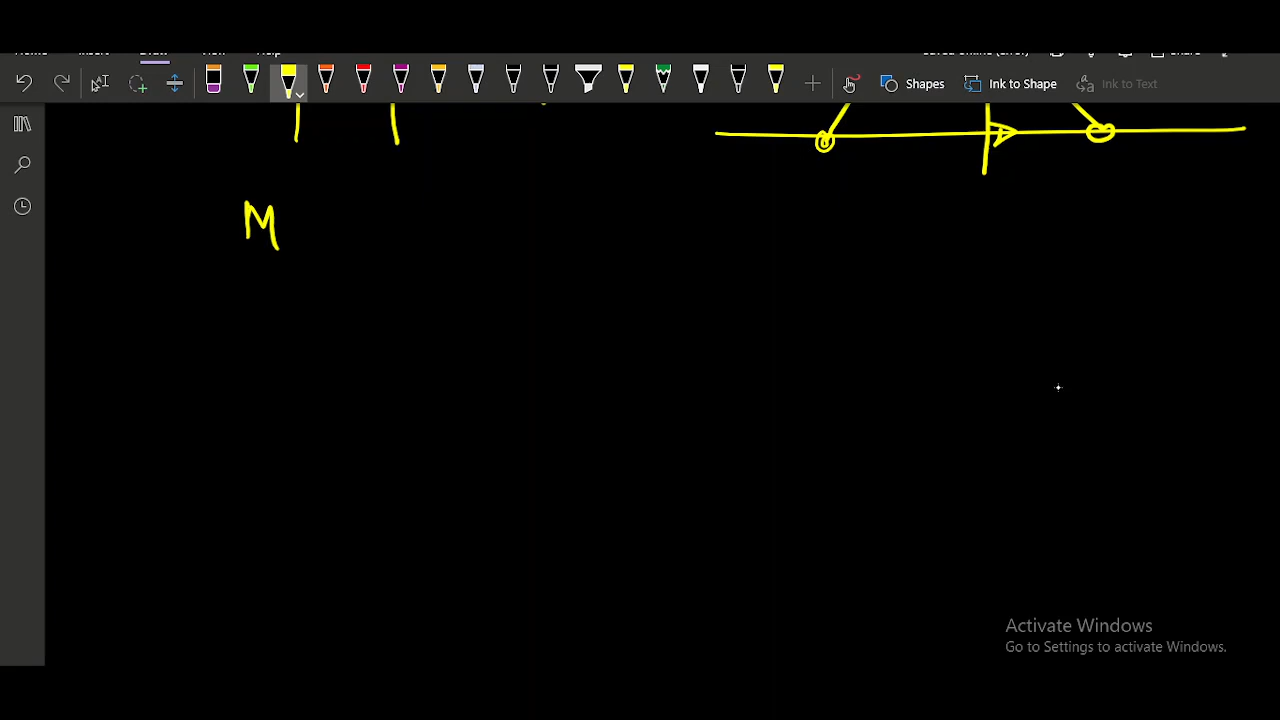 Shapes Ink to Shape Ink to Text
M
Activate Windows
Go to Settings to activate Windows.